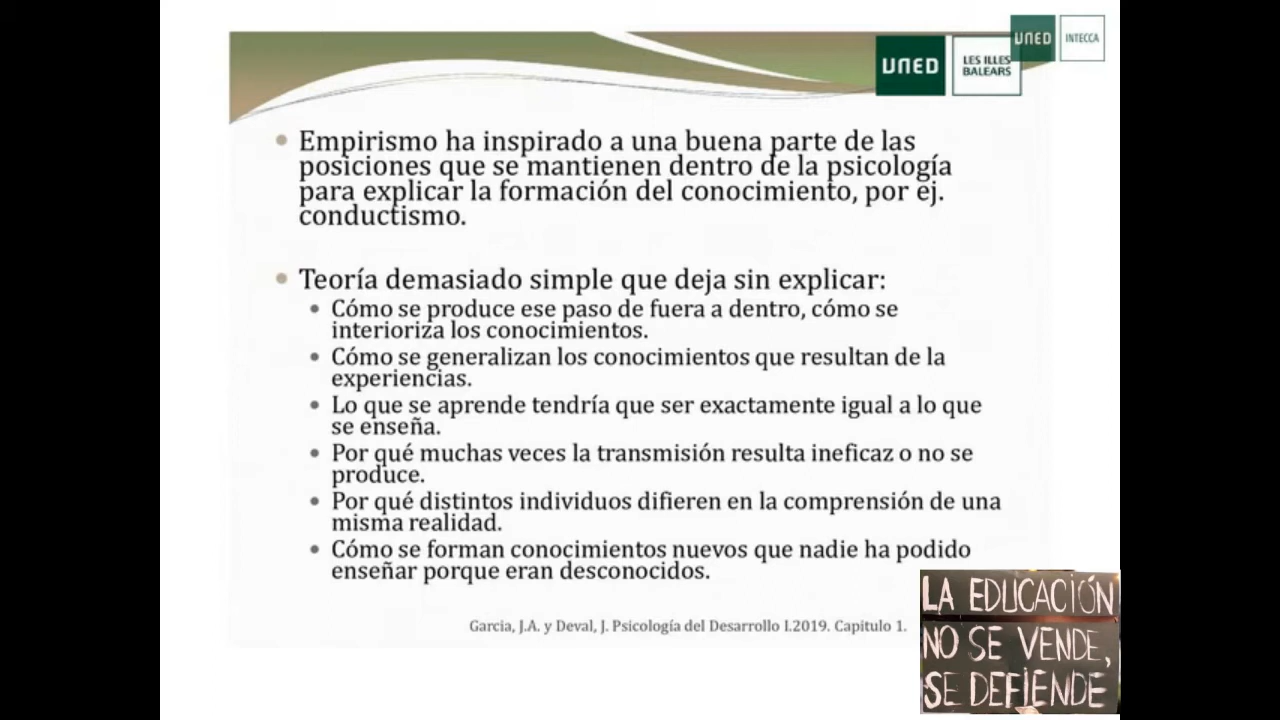 UNED
INTECCA
UNED
LES ILLES
BALEARS
Empirismo ha inspirado a una buena parte de las
posiciones que se mantienen dentro de la psicología
para explicar la formación del conocimiento, por ej.
conductismo.
Teoría demasiado simple que deja sin explicar:
Cómo se produce ese paso de fuera a dentro, cómo se
interioriza los conocimientos.
Cómo se generalizan los conocimientos que resultan de la
experiencias.
Lo que se aprende tendría que ser exactamente igual a lo que
se enseña.
Por qué muchas veces la transmisión resulta ineficaz o no se
produce.
Por qué distintos individuos difieren en la comprensión de una
misma realidad.
Cómo se forman conocimientos nuevos que nadie ha podido
enseñar porque eran desconocidos.
Garcia, J.A. y Deval, J. Psicología del Desarrollo I.2019. Capitulo 1.
LA EDUCACIÓN
NO SE VENDE,
SE DEFIENDE